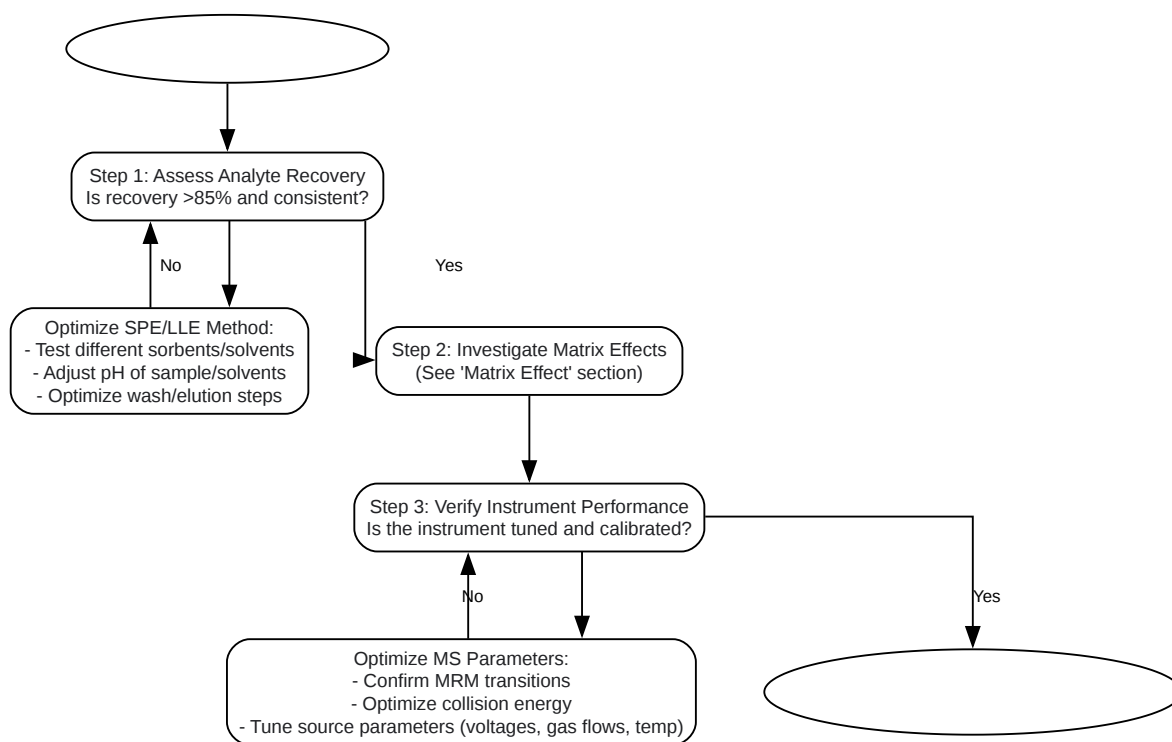 Step 1: Assess Analyte Recovery
Is recovery >85% and consistent?
No
Yes
Optimize SPE/LLE Method:
- Test different sorbents/solvents
- Adjust pH of sample/solvents
- Optimize wash/elution steps
Step 2: Investigate Matrix Effects
(See 'Matrix Effect' section)
Step 3: Verify Instrument Performance
Is the instrument tuned and calibrated?
No
Yes
Optimize MS Parameters:
- Confirm MRM transitions
- Optimize collision energy
- Tune source parameters (voltages, gas flows, temp)